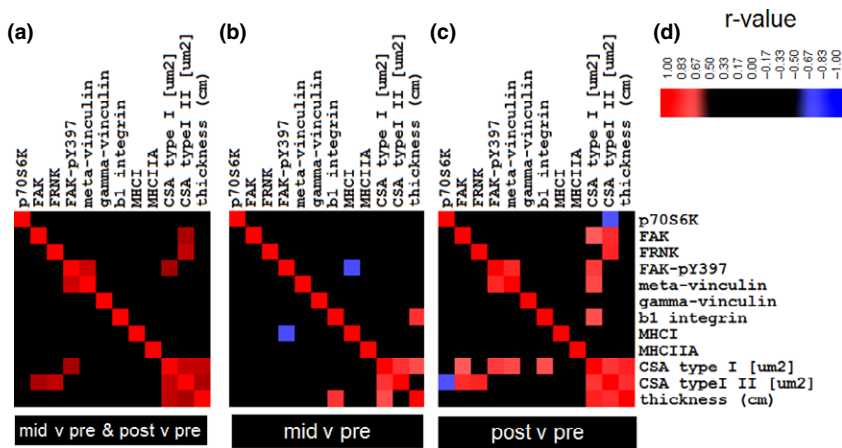 (a)
(b)
(c)
(d)
r-value
1.00
0.83
0.67
0.50
0.33
0.17
0.00
−0.17
−0.33
−0.50
−0.67
−0.83
−1.00
p70S6K
FAK
FRNK
FAK-pY397
meta-vinculin
gamma-vinculin
b1 integrin
MHCI
MHCIIA
CSA type I [um2]
CSA typeI II [um2]
thickness (cm)
p70S6K
FAK
FRNK
FAK-pY397
meta-vinculin
gamma-vinculin
b1 integrin
MHCI
MHCIIA
CSA type I [um2]
CSA typeI II [um2]
thickness (cm)
p70S6K
FAK
FRNK
FAK-pY397
meta-vinculin
gamma-vinculin
b1 integrin
MHCI
MHCIIA
CSA type I [um2]
CSA typeI II [um2]
thickness (cm)
p70S6K
FAK
FRNK
FAK-pY397
meta-vinculin
gamma-vinculin
b1 integrin
MHCI
MHCIIA
CSA type I [um2]
CSA typeI II [um2]
thickness (cm)
mid v pre & post v pre
mid v pre
post v pre